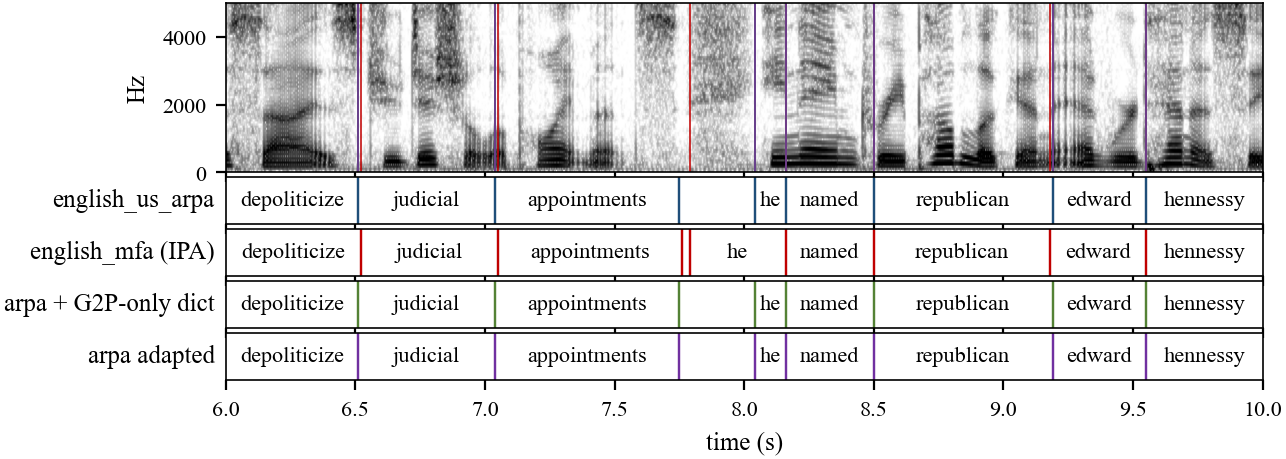 4000
Hz
2000
0
english_us_arpa depoliticize judicial appointments he named republican edward hennessy
english_mfa (IPA) depoliticize judicial appointments he named republican edward hennessy
arpa + G2P-only dict depoliticize judicial appointments he named republican edward hennessy
arpa adapted depoliticize judicial appointments he named republican edward hennessy
6.0 6.5 7.0 7.5 8.0 8.5 9.0 9.5 10.0
time (s)